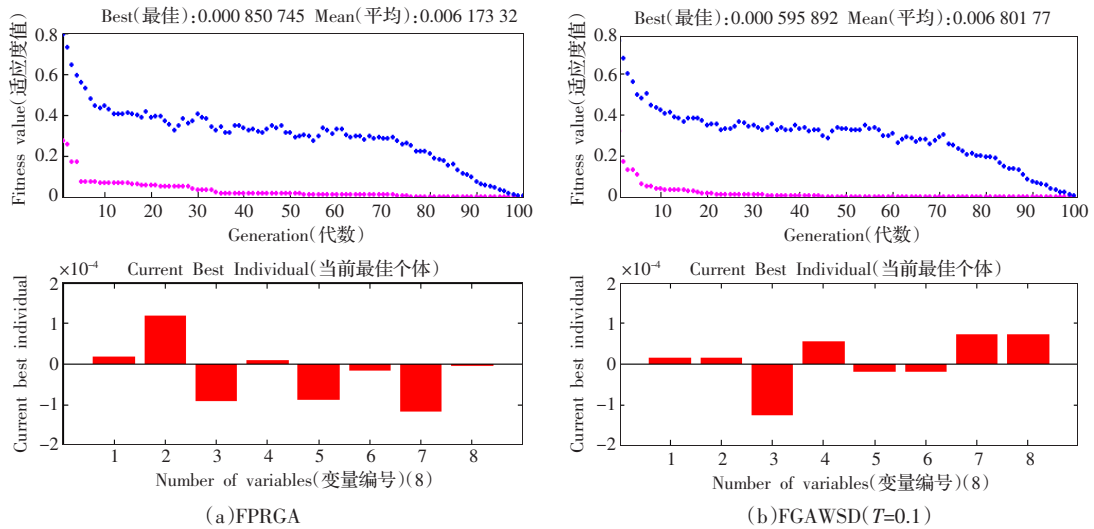 Best(最佳):0.000 850 745 Mean(平均):0.006 173 32
Fitness value(适应度值)
0.8
0.6
0.4
0.2
0
10 20 30 40 50 60 70 80 90 100
Generation(代数)
×10⁻⁴ Current Best Individual(当前最佳个体)
Current best individual
2
1
0
−1
−2
1 2 3 4 5 6 7 8
Number of variables(变量编号)(8)
(a)FPRGA
Best(最佳):0.000 595 892 Mean(平均):0.006 801 77
Fitness value(适应度值)
0.8
0.6
0.4
0.2
0
10 20 30 40 50 60 70 80 90 100
Generation(代数)
×10⁻⁴ Current Best Individual(当前最佳个体)
Current best individual
2
1
0
−1
−2
1 2 3 4 5 6 7 8
Number of variables(变量编号)(8)
(b)FGAWSD(T=0.1)